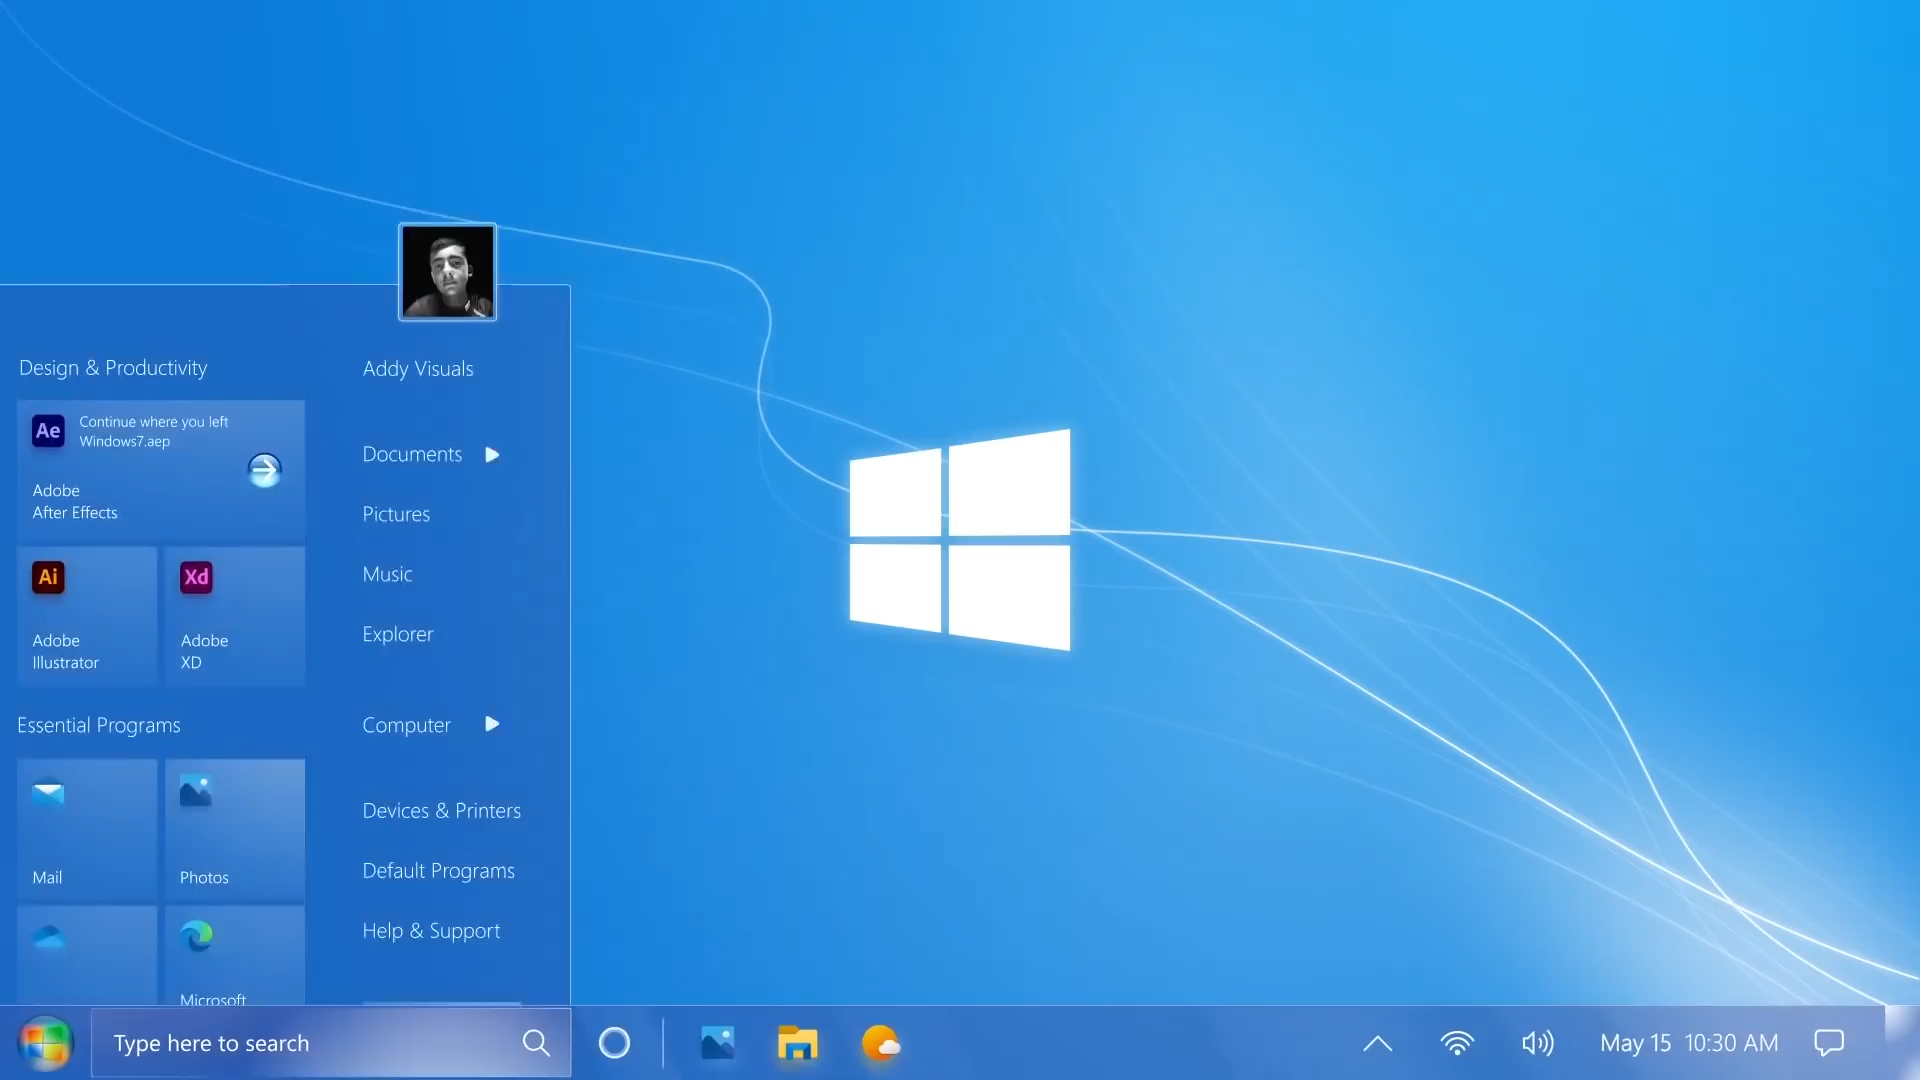 Design & Productivity
Ae
Continue where you left
Windows7.aep
Adobe
After Effects
Ai
Adobe
Illustrator
Xd
Adobe
XD
Essential Programs
Mail
Photos
Microsoft
Addy Visuals
Documents
Pictures
Music
Explorer
Computer
Devices & Printers
Default Programs
Help & Support
Type here to search
May 15 10:30 AM